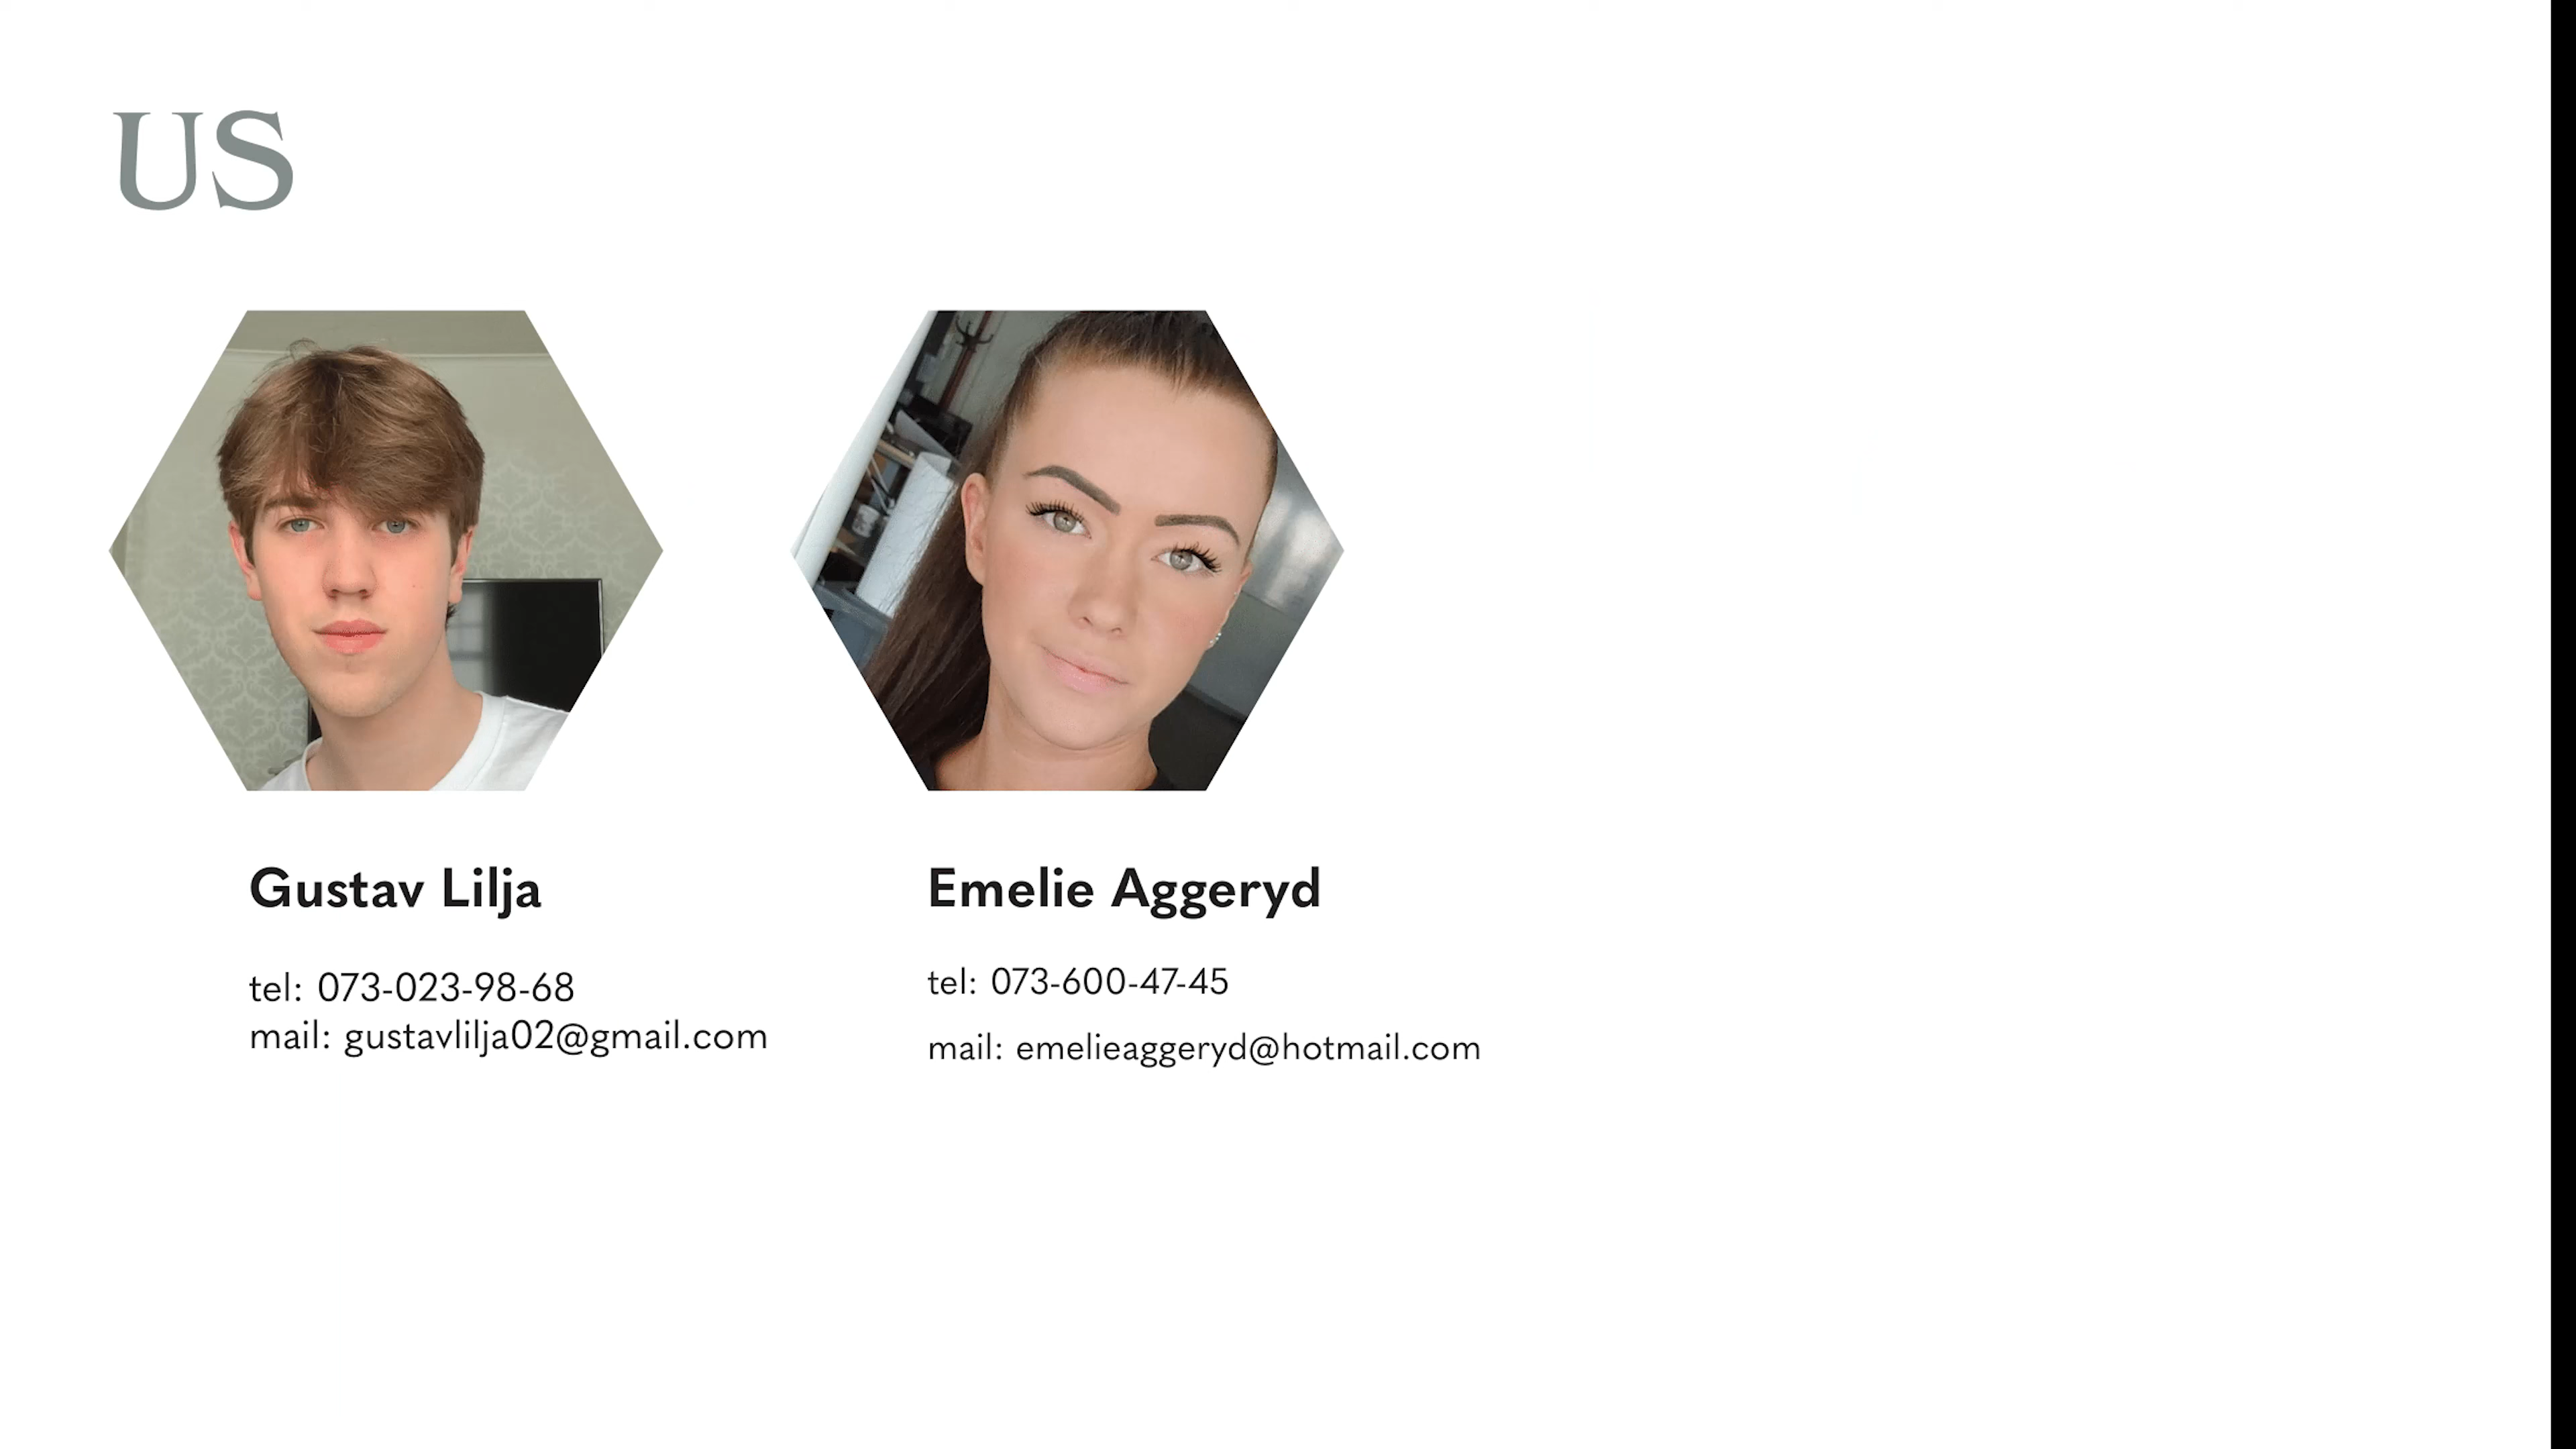 US
Gustav Lilja
tel: 073-023-98-68
mail: gustavlilja02@gmail.com
Emelie Aggeryd
tel: 073-600-47-45
mail: emelieaggeryd@hotmail.com